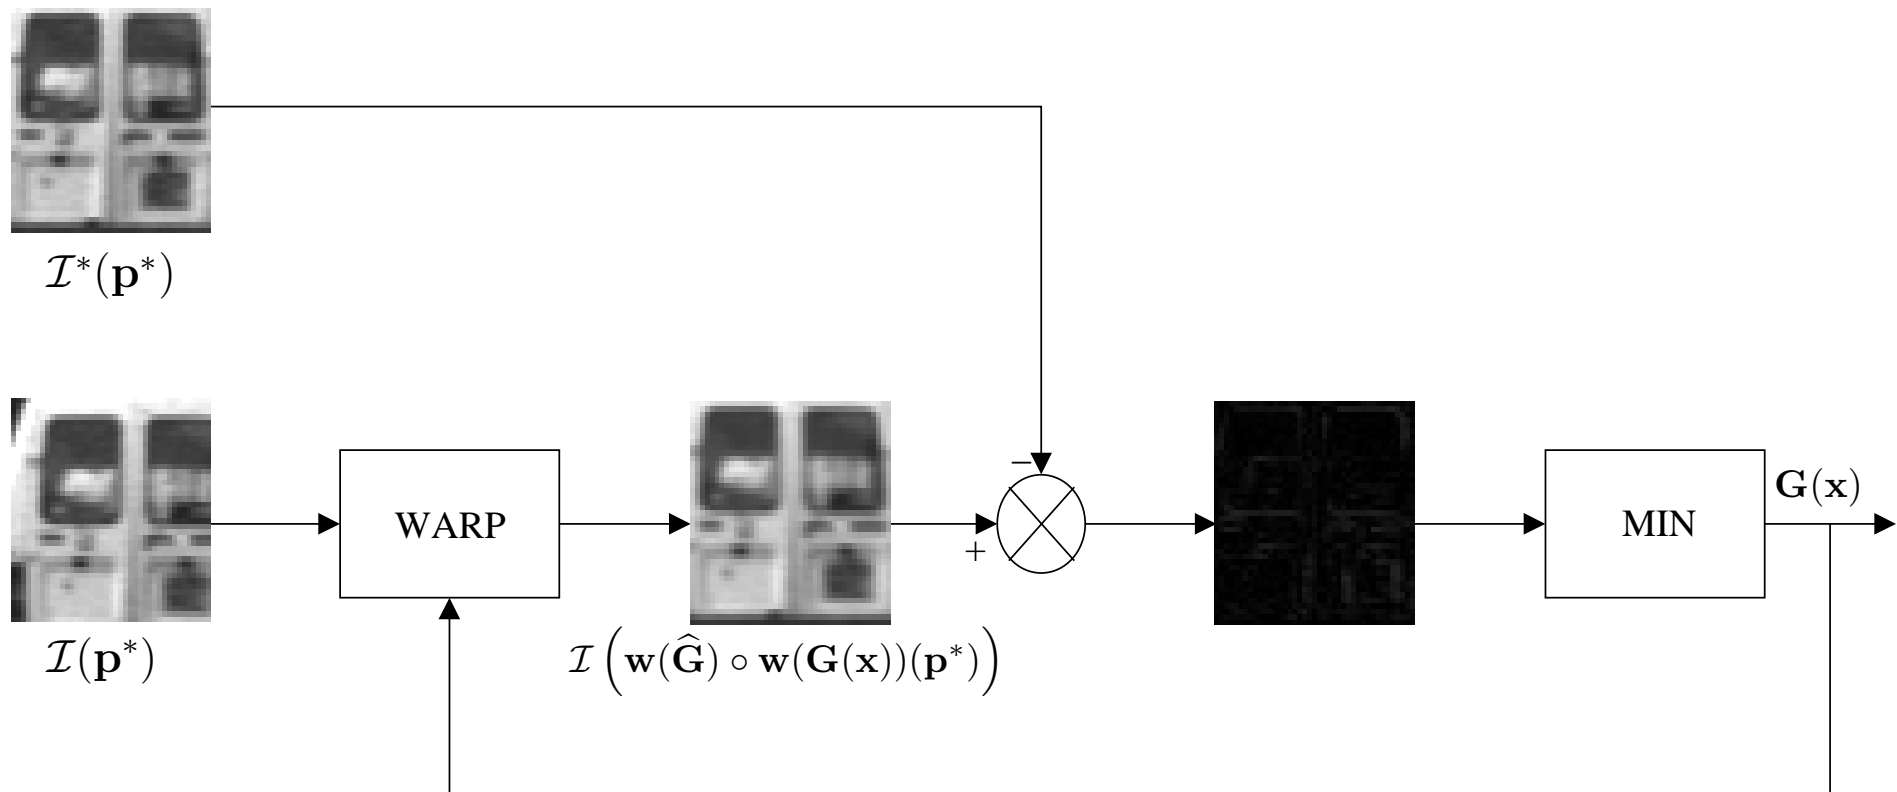 ℐ*(p*)
−
WARP
+
MIN
G(x)
ℐ(p*)
ℐ(w(Ĝ) ∘ w(G(x))(p*))